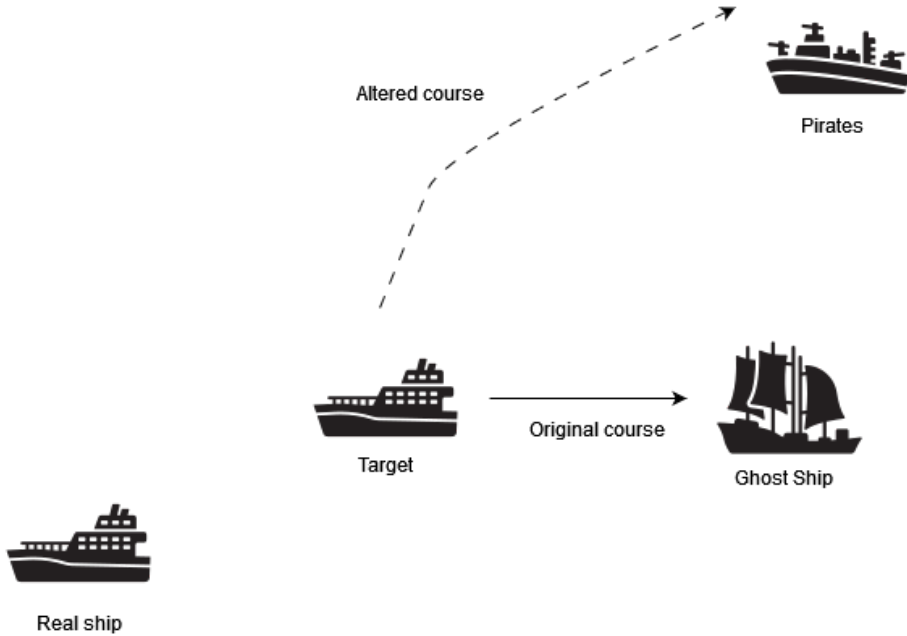 Altered course
Pirates
Original course
Target
Ghost Ship
Real ship